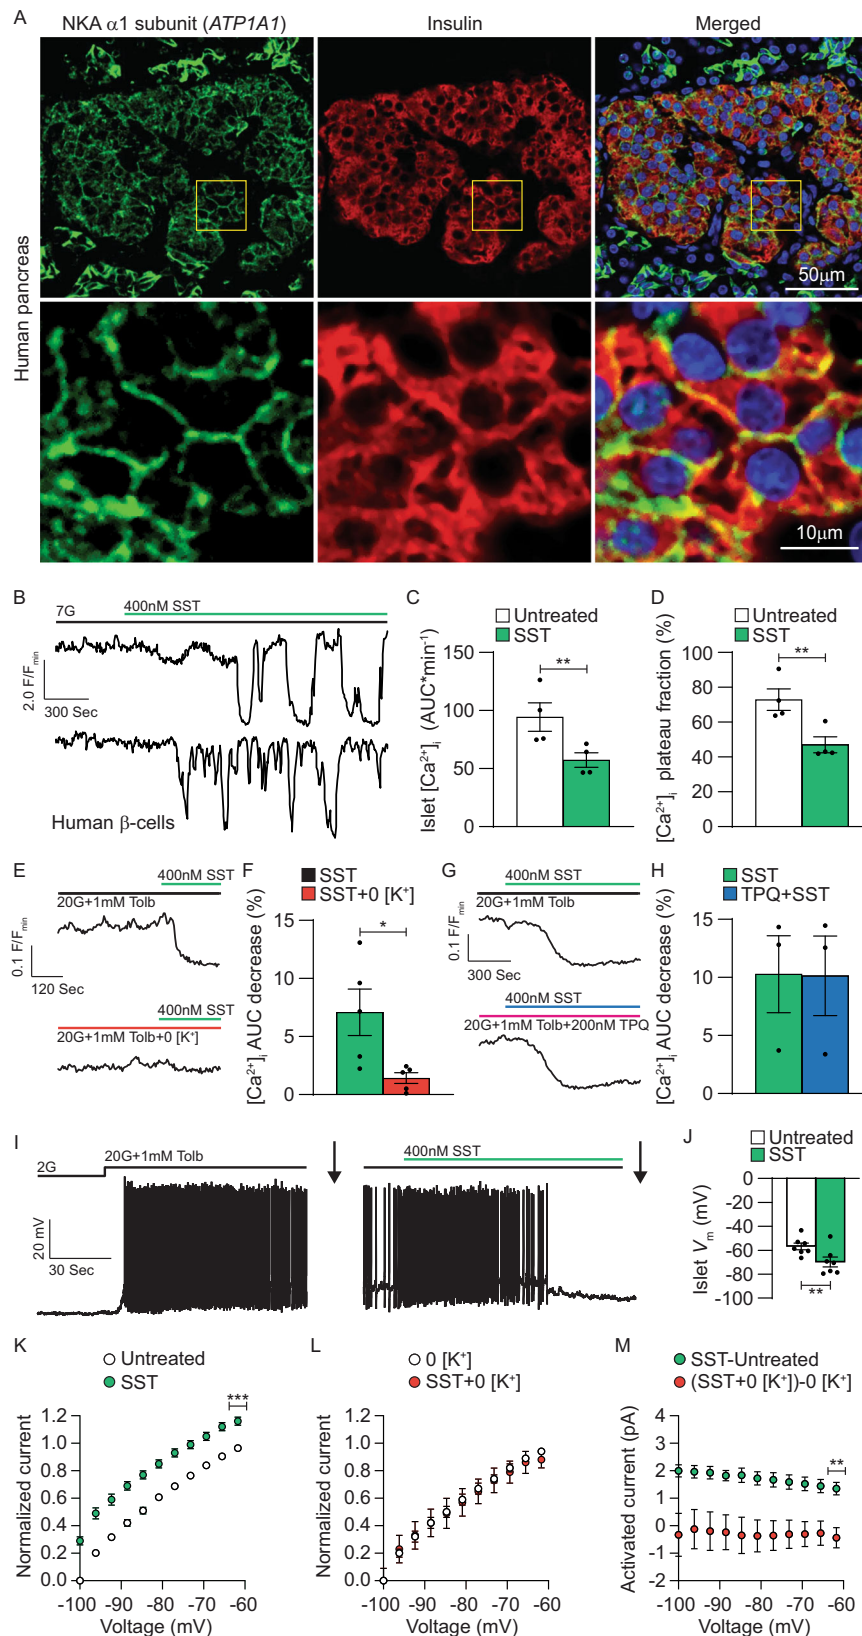 A
NKA α1 subunit (ATP1A1)
Insulin
Merged
Human pancreas
50μm
10μm
B
7G
400nM SST
2.0 F/Fmin
300 Sec
Human β-cells
C
Untreated
SST
Islet [Ca²⁺]i (AUC*min⁻¹)
150
100
50
0
**
D
Untreated
SST
[Ca²⁺]i plateau fraction (%)
100
80
60
40
20
0
**
E
400nM SST
20G+1mM Tolb
0.1 F/Fmin
120 Sec
400nM SST
20G+1mM Tolb+0 [K⁺]
F
SST
SST+0 [K⁺]
[Ca²⁺]i AUC decrease (%)
15
10
5
0
*
G
400nM SST
20G+1mM Tolb
0.1 F/Fmin
300 Sec
400nM SST
20G+1mM Tolb+200nM TPQ
H
SST
TPQ+SST
[Ca²⁺]i AUC decrease (%)
15
10
5
0
I
2G
20G+1mM Tolb
400nM SST
20 mV
30 Sec
J
Untreated
SST
Islet Vm (mV)
0
-20
-40
-60
-80
-100
**
K
Untreated
SST
Normalized current
1.2
1.0
0.8
0.6
0.4
0.2
0.0
***
-100 -90 -80 -70 -60
Voltage (mV)
L
0 [K⁺]
SST+0 [K⁺]
Normalized current
1.2
1.0
0.8
0.6
0.4
0.2
0.0
-100 -90 -80 -70 -60
Voltage (mV)
M
SST-Untreated
(SST+0 [K⁺])-0 [K⁺]
Activated current (pA)
4
3
2
1
0
-1
-2
**
-100 -90 -80 -70 -60
Voltage (mV)